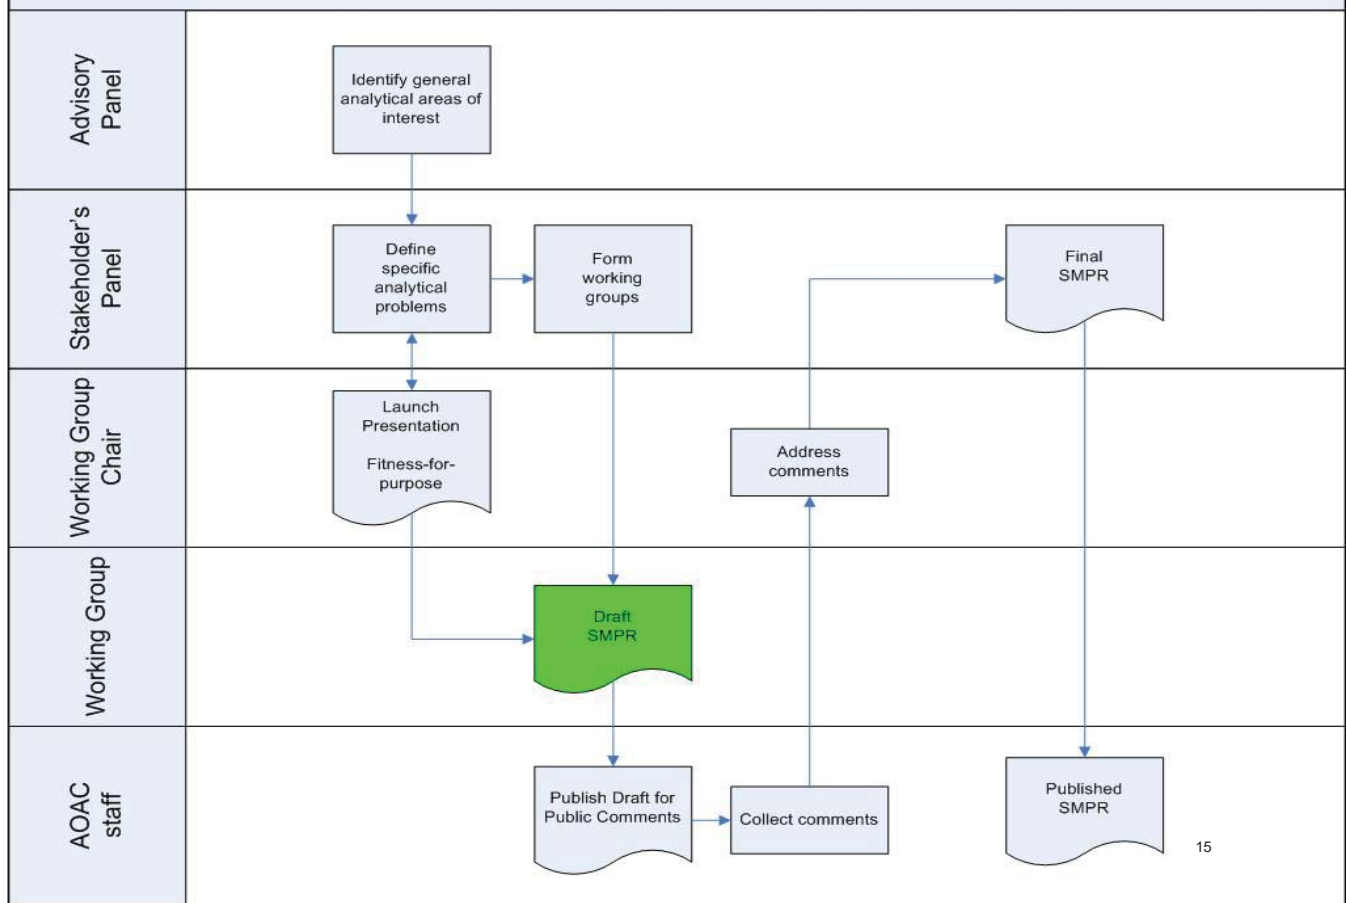 Advisory
Panel
Identify general
analytical areas of
interest
Stakeholder's
Panel
Define
specific
analytical
problems
Form
working
groups
Final
SMPR
Working Group
Chair
Launch
Presentation
Fitness-for-
purpose
Address
comments
Working Group
Draft
SMPR
AOAC
staff
Publish Draft for
Public Comments
Collect comments
Published
SMPR
15